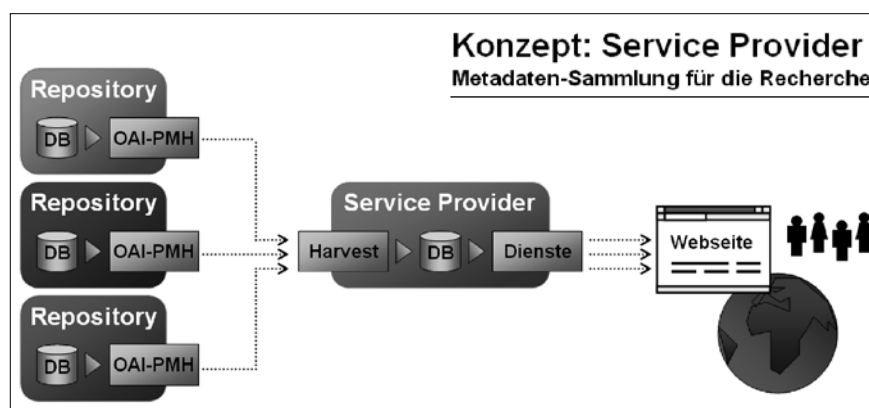 Konzept: Service Provider
Metadaten-Sammlung für die Recherche
Repository
DB
OAI-PMH
Repository
DB
OAI-PMH
Repository
DB
OAI-PMH
Service Provider
Harvest
DB
Dienste
Webseite